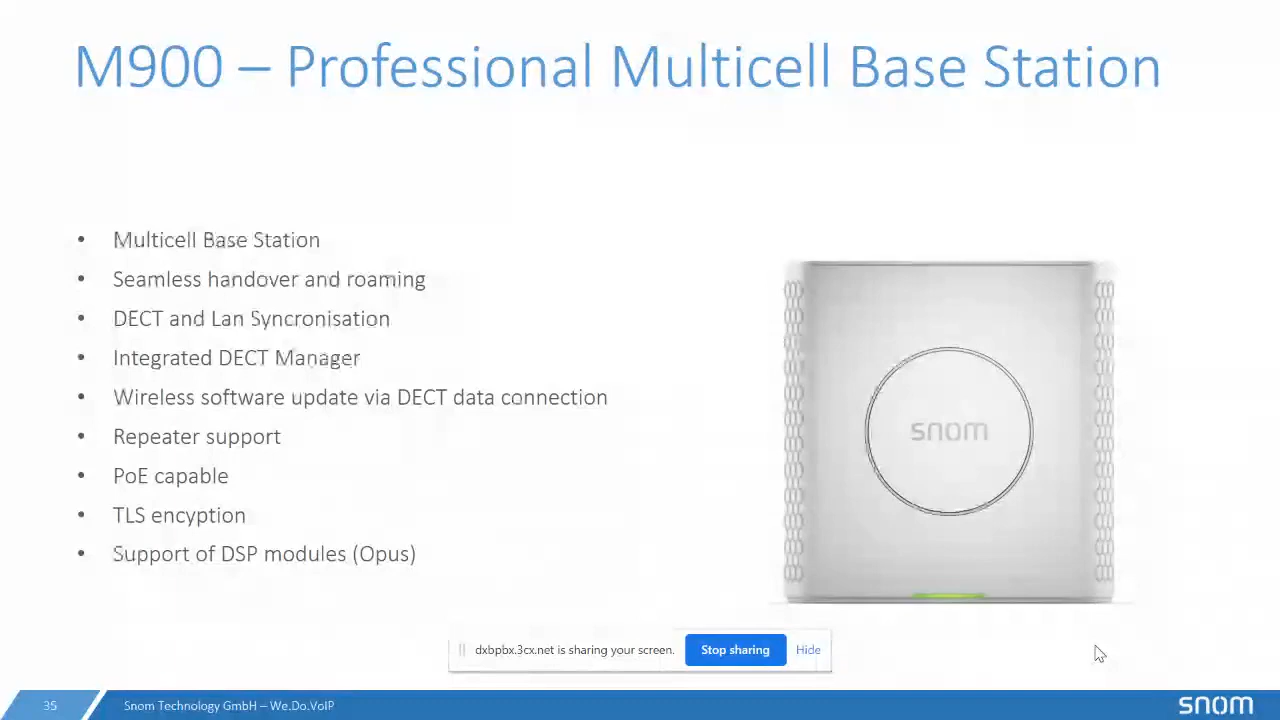 M900 – Professional Multicell Base Station
• Multicell Base Station
• Seamless handover and roaming
• DECT and Lan Syncronisation
• Integrated DECT Manager
• Wireless software update via DECT data connection
• Repeater support
• PoE capable
• TLS encyption
• Support of DSP modules (Opus)
snom
dxbpbx.3cx.net is sharing your screen. Stop sharing Hide
35 Snom Technology GmbH – We.Do.VoIP snom